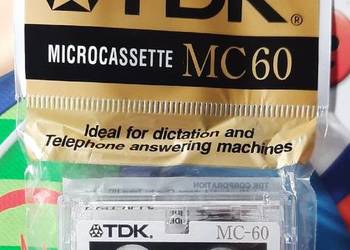 TDK
MICROCASSETTE MC60
Ideal for dictation and
Telephone answering machines
TDK CORPORATION
TDK MC-60